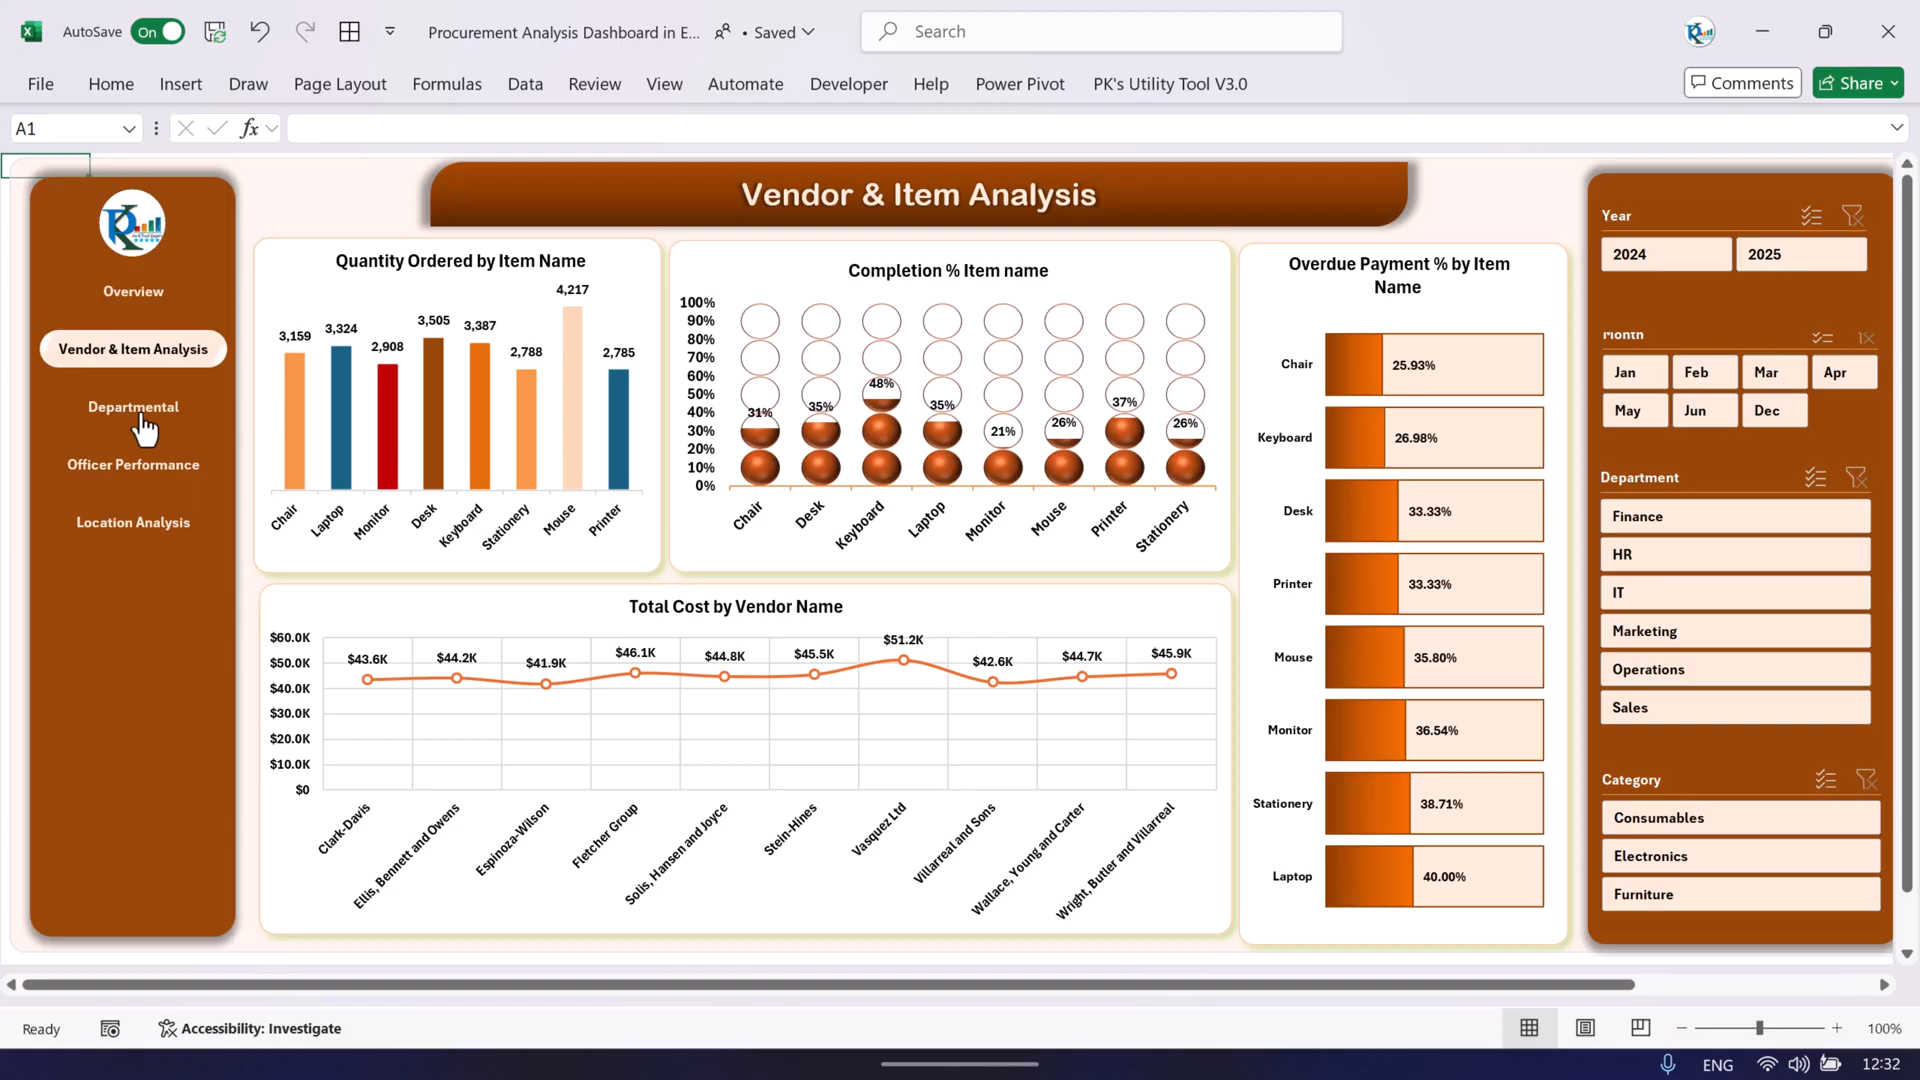 AutoSave On
Procurement Analysis Dashboard in E... • Saved
Search
File Home Insert Draw Page Layout Formulas Data Review View Automate Developer Help Power Pivot PK's Utility Tool V3.0
Comments Share
A1
fx
Vendor & Item Analysis
Overview
Vendor & Item Analysis
Departmental
Officer Performance
Location Analysis
Quantity Ordered by Item Name
3,159
3,324
2,908
3,505
3,387
2,788
4,217
2,785
Chair
Laptop
Monitor
Desk
Keyboard
Stationery
Mouse
Printer
Completion % Item name
100%
90%
80%
70%
60%
50%
40%
30%
20%
10%
0%
31%
35%
48%
35%
21%
26%
37%
26%
Chair
Desk
Keyboard
Laptop
Monitor
Mouse
Printer
Stationery
Total Cost by Vendor Name
$60.0K
$50.0K
$40.0K
$30.0K
$20.0K
$10.0K
$0
$43.6K
$44.2K
$41.9K
$46.1K
$44.8K
$45.5K
$51.2K
$42.6K
$44.7K
$45.9K
Clark-Davis
Ellis, Bennett and Owens
Espinoza-Wilson
Fletcher Group
Solis, Hansen and Joyce
Stein-Hines
Vasquez Ltd
Villarreal and Sons
Wallace, Young and Carter
Wright, Butler and Villarreal
Overdue Payment % by Item
Name
Chair 25.93%
Keyboard 26.98%
Desk 33.33%
Printer 33.33%
Mouse 35.80%
Monitor 36.54%
Stationery 38.71%
Laptop 40.00%
Year
2024 2025
Month
Jan Feb Mar Apr
May Jun Dec
Department
Finance
HR
IT
Marketing
Operations
Sales
Category
Consumables
Electronics
Furniture
Ready
Accessibility: Investigate
100%
ENG
12:32